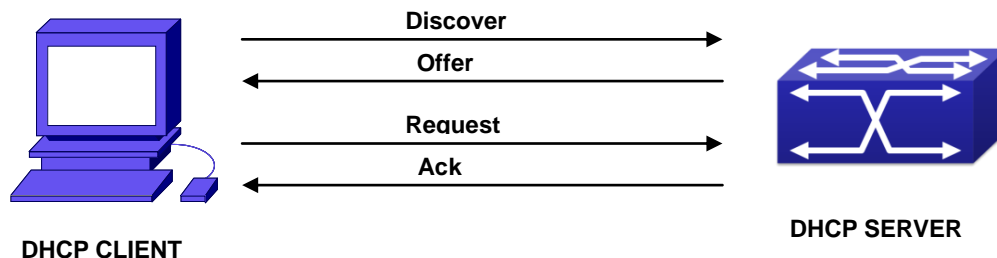 Discover
Offer
Request
Ack
DHCP CLIENT
DHCP SERVER